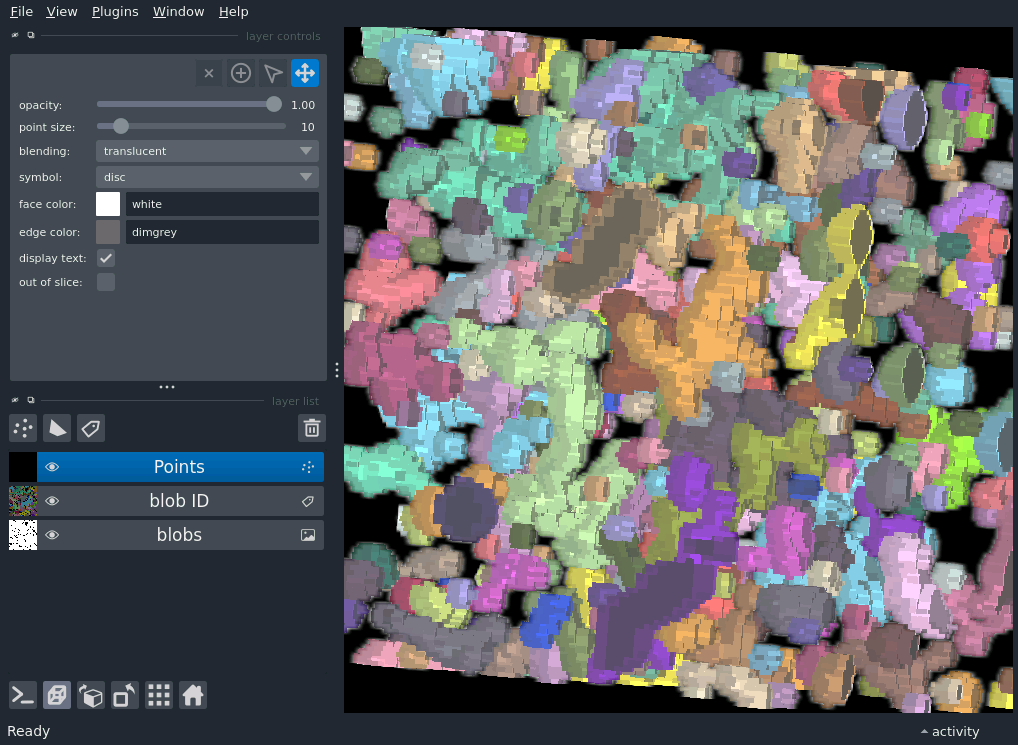 File View Plugins Window Help
layer controls
opacity: 1.00
point size: 10
blending: translucent
symbol: disc
face color: white
edge color: dimgrey
display text:
out of slice:
layer list
Points
blob ID
blobs
Ready
activity